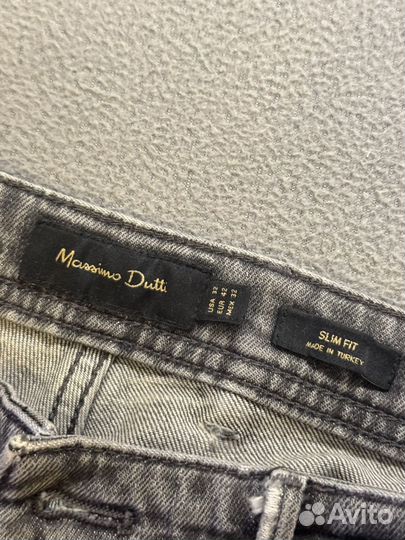 Massimo Dutti
USA 32
EUR 42
MEX 32
SLIM FIT
MADE IN TURKEY
Avito